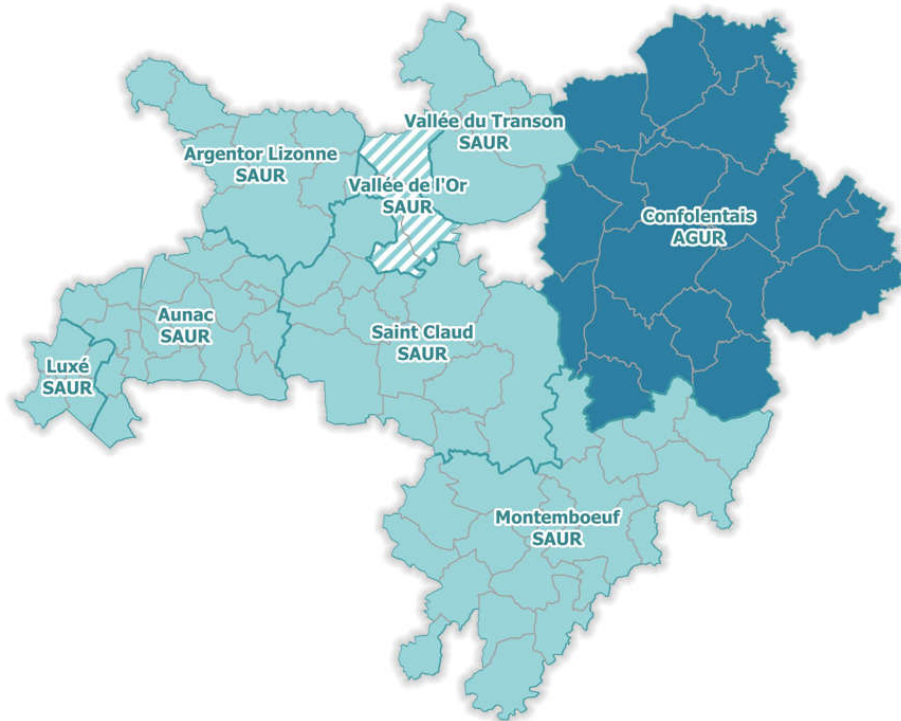 Vallée du Transon
SAUR
Argentor Lizonne
SAUR
Vallée de l'Or
SAUR
Confolentais
AGUR
Aunac
SAUR
Saint Claud
SAUR
Luxé
SAUR
Montemboeuf
SAUR